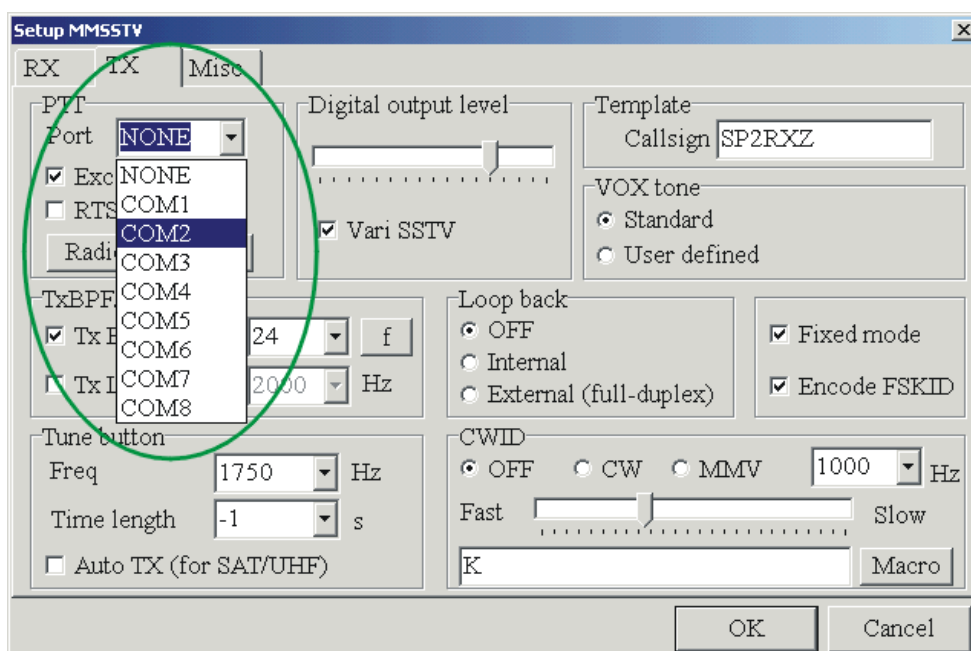 Setup MMSSTV
RX TX Misc
PTT
Port NONE
NONE
COM1
COM2
COM3
COM4
COM5
COM6
COM7
COM8
Exc
RTS
Radi
Digital output level
Vari SSTV
Template
Callsign SP2RXZ
VOX tone
Standard
User defined
TxBPF
Tx 24 f
Tx 2000 Hz
Loop back
OFF
Internal
External (full-duplex)
Fixed mode
Encode FSKID
Tune button
Freq 1750 Hz
Time length -1 s
Auto TX (for SAT/UHF)
CWID
OFF CW MMV 1000 Hz
Fast Slow
K Macro
OK Cancel